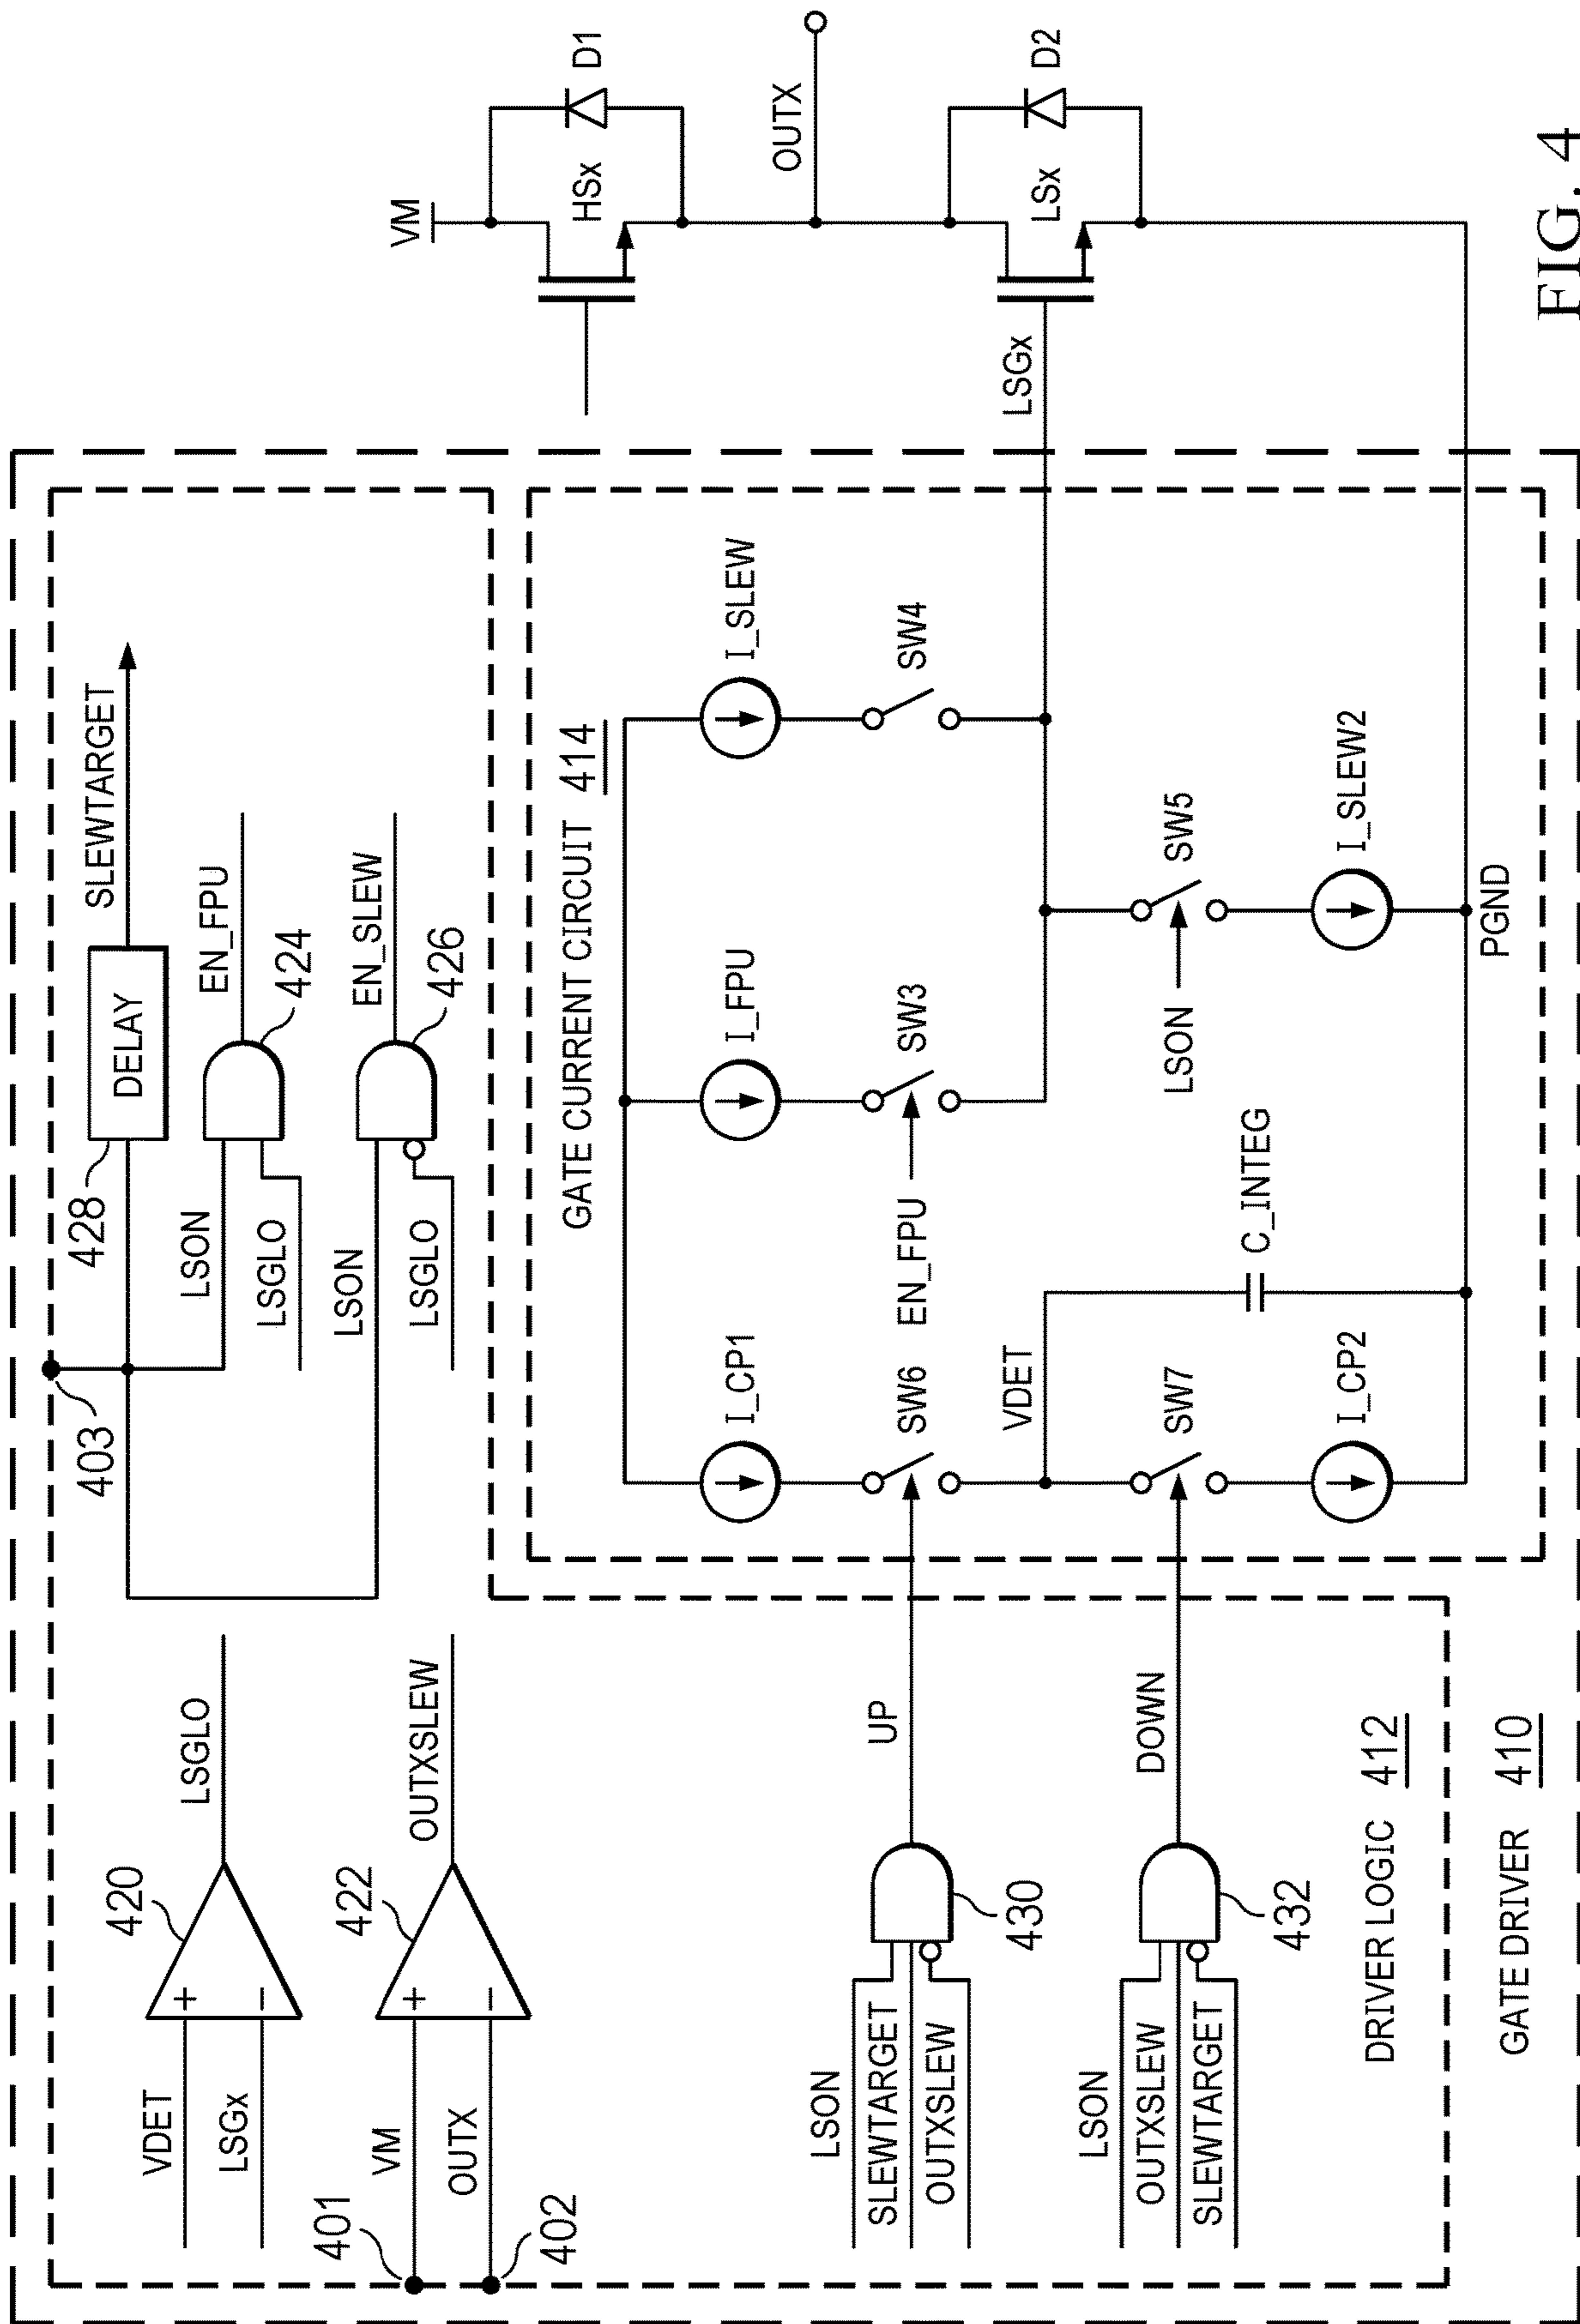 VDET
LSGx
+
−
420
LSGLO
401
402
VM
OUTX
+
−
422
OUTXSLEW
403
428
DELAY
SLEWTARGET
LSON
LSGLO
EN_FPU
424
LSON
LSGLO
EN_SLEW
426
LSON
SLEWTARGET
OUTXSLEW
430
UP
LSON
OUTXSLEW
SLEWTARGET
432
DOWN
DRIVER LOGIC 412
GATE DRIVER 410
GATE CURRENT CIRCUIT 414
I_CP1
I_FPU
I_SLEW
SW6
EN_FPU
SW3
SW4
VDET
C_INTEG
SW7
LSON
SW5
I_CP2
I_SLEW2
PGND
VM
HSx
D1
OUTX
LSGx
LSx
D2
FIG. 4